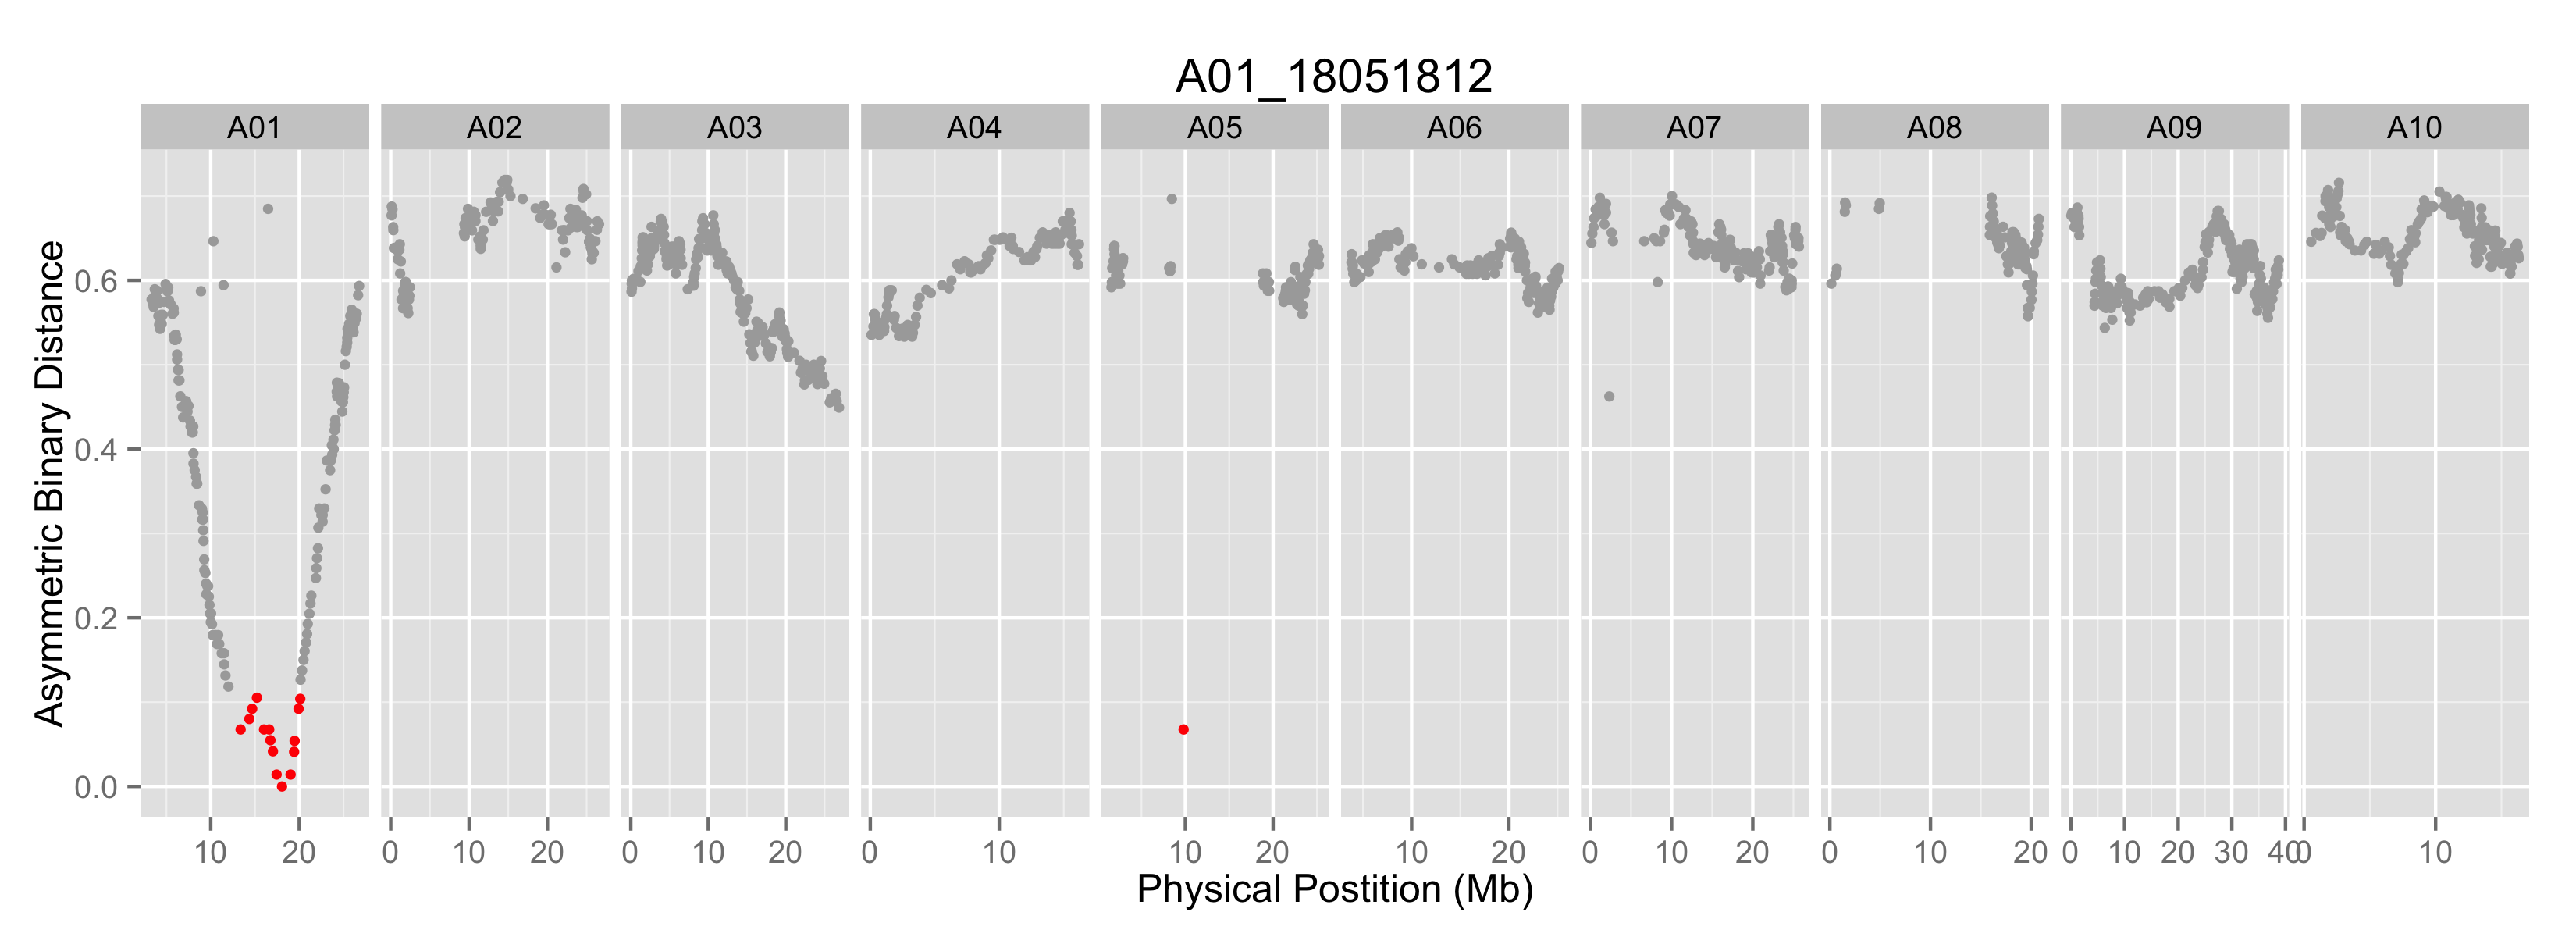 A01_18051812
A01 A02 A03 A04 A05 A06 A07 A08 A09 A10
Asymmetric Binary Distance
0.6
0.4
0.2
0.0
10 20 0 10 20 0 10 20 0 10 10 20 10 20 0 10 20 0 10 20 0 10 20 30 40 0 10
Physical Postition (Mb)